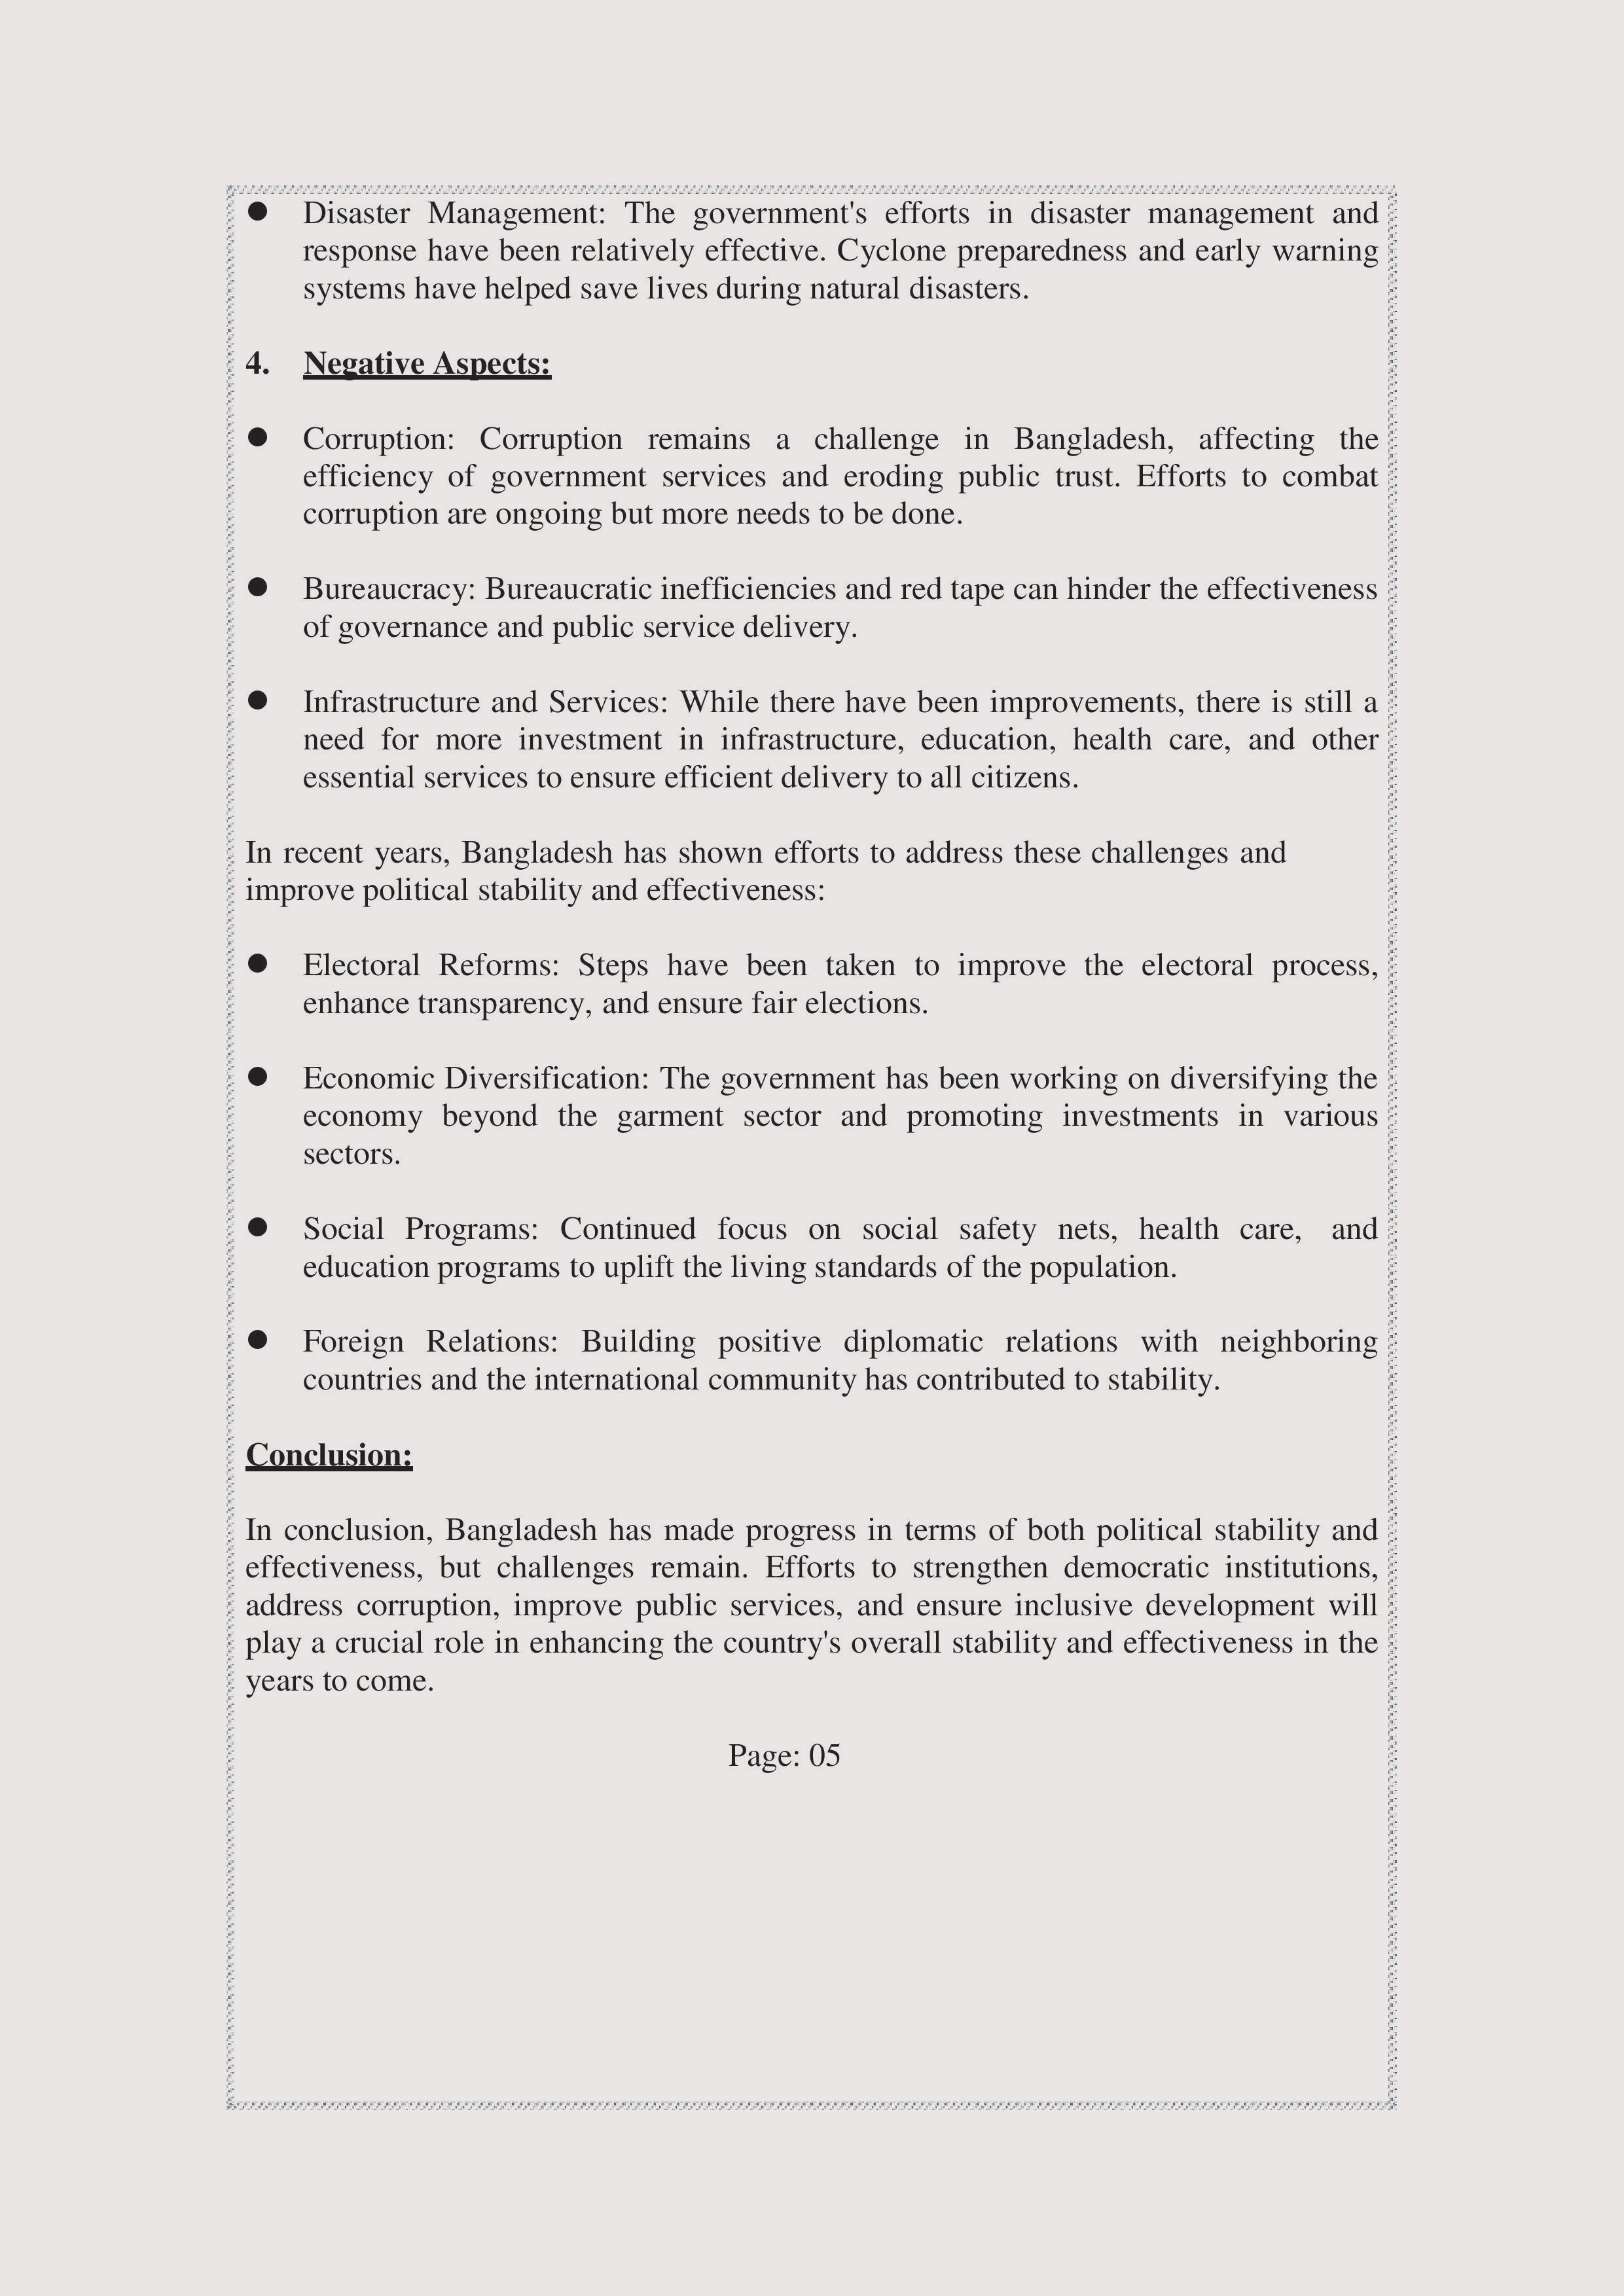 ● Disaster Management: The government's efforts in disaster management and
response have been relatively effective. Cyclone preparedness and early warning
systems have helped save lives during natural disasters.
4. Negative Aspects:
● Corruption: Corruption remains a challenge in Bangladesh, affecting the
efficiency of government services and eroding public trust. Efforts to combat
corruption are ongoing but more needs to be done.
● Bureaucracy: Bureaucratic inefficiencies and red tape can hinder the effectiveness
of governance and public service delivery.
● Infrastructure and Services: While there have been improvements, there is still a
need for more investment in infrastructure, education, health care, and other
essential services to ensure efficient delivery to all citizens.
In recent years, Bangladesh has shown efforts to address these challenges and
improve political stability and effectiveness:
● Electoral Reforms: Steps have been taken to improve the electoral process,
enhance transparency, and ensure fair elections.
● Economic Diversification: The government has been working on diversifying the
economy beyond the garment sector and promoting investments in various
sectors.
● Social Programs: Continued focus on social safety nets, health care, and
education programs to uplift the living standards of the population.
● Foreign Relations: Building positive diplomatic relations with neighboring
countries and the international community has contributed to stability.
Conclusion:
In conclusion, Bangladesh has made progress in terms of both political stability and
effectiveness, but challenges remain. Efforts to strengthen democratic institutions,
address corruption, improve public services, and ensure inclusive development will
play a crucial role in enhancing the country's overall stability and effectiveness in the
years to come.
Page: 05